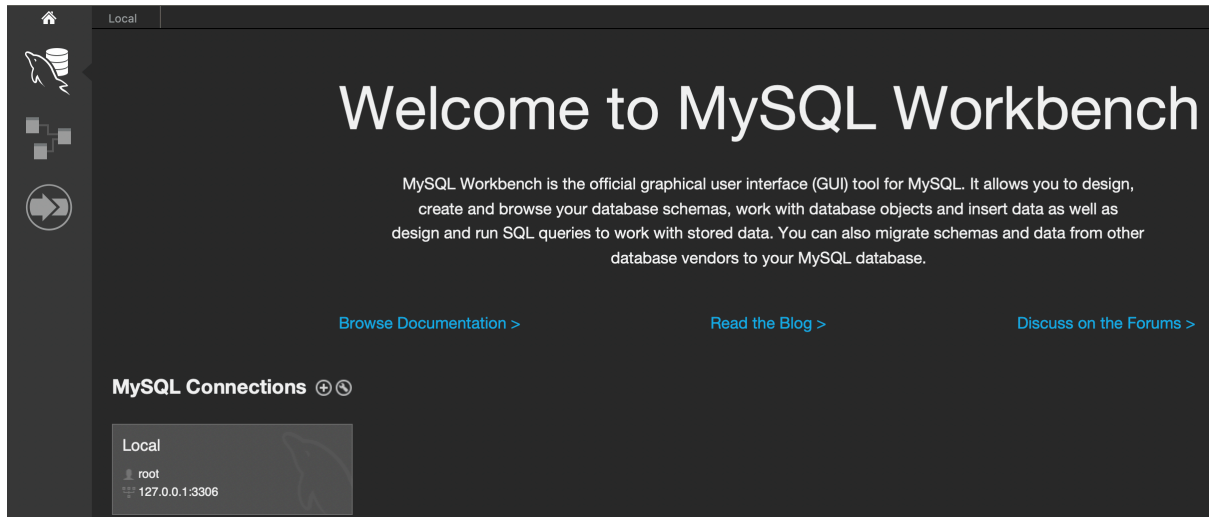 Local
Welcome to MySQL Workbench
MySQL Workbench is the official graphical user interface (GUI) tool for MySQL. It allows you to design,
create and browse your database schemas, work with database objects and insert data as well as
design and run SQL queries to work with stored data. You can also migrate schemas and data from other
database vendors to your MySQL database.
Browse Documentation >
Read the Blog >
Discuss on the Forums >
MySQL Connections
Local
root
127.0.0.1:3306